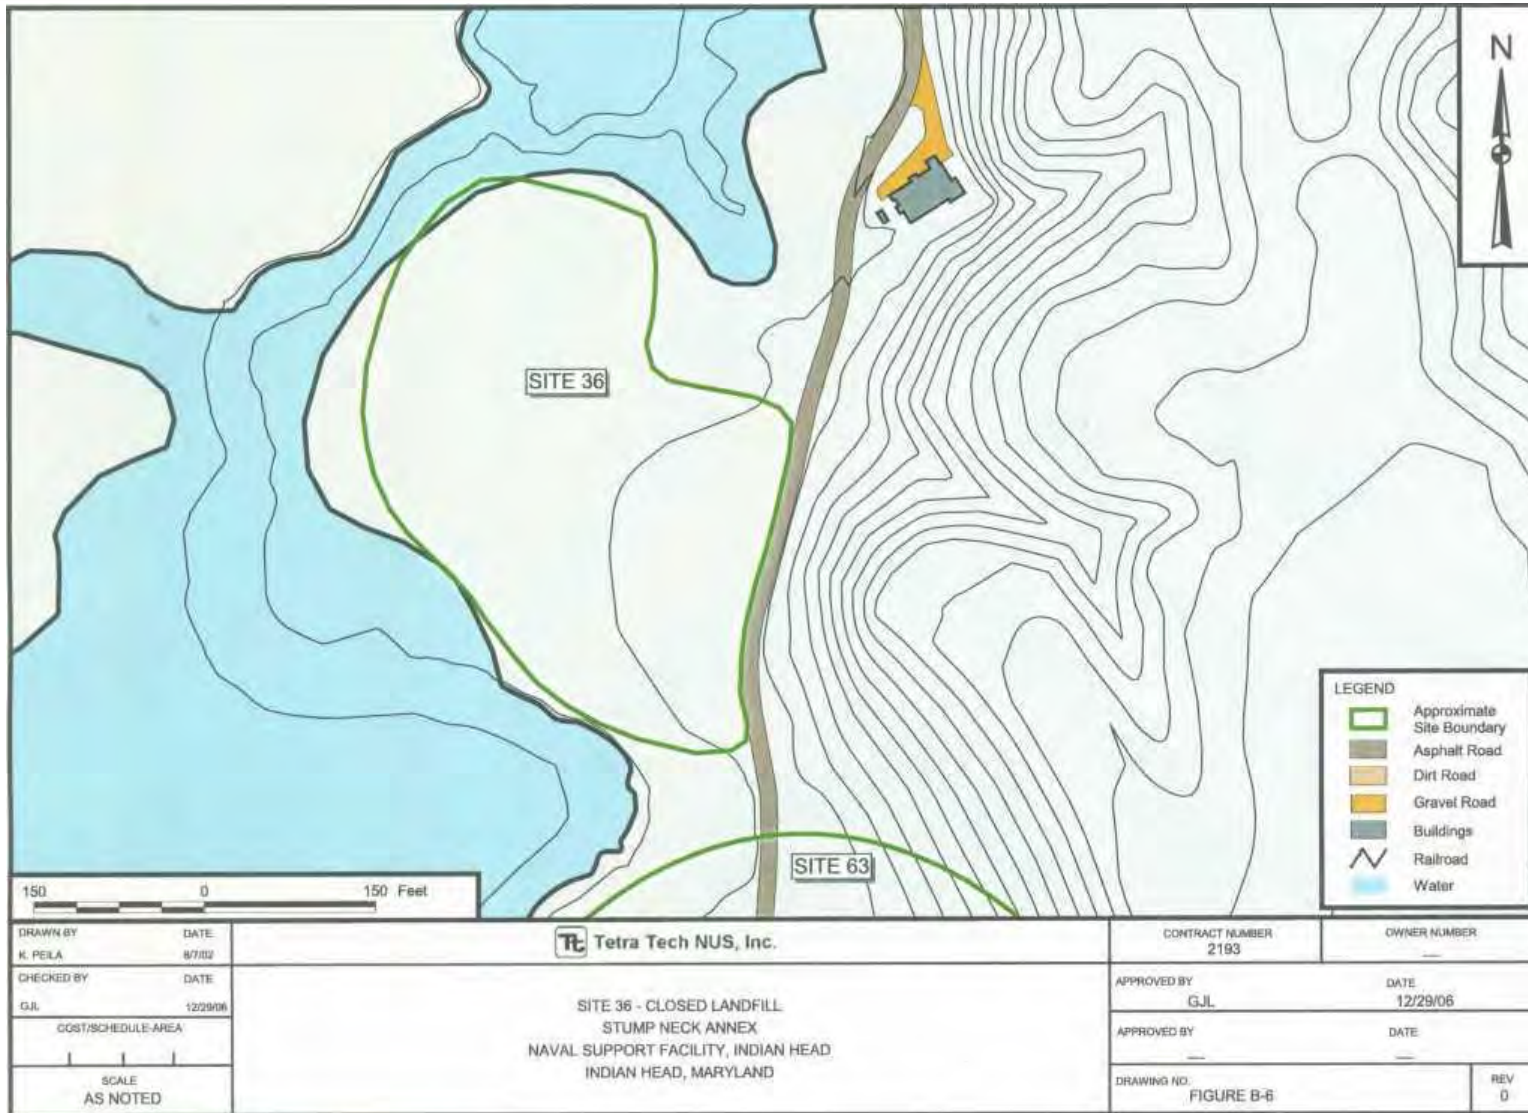 N
SITE 36
SITE 63
LEGEND
Approximate
Site Boundary
Asphalt Road
Dirt Road
Gravel Road
Buildings
Railroad
Water
150 0 150 Feet
DRAWN BY DATE
K. PEILA 8/7/02
CHECKED BY DATE
GJL 12/29/06
COST/SCHEDULE-AREA
SCALE
AS NOTED
Tt Tetra Tech NUS, Inc.
SITE 36 - CLOSED LANDFILL
STUMP NECK ANNEX
NAVAL SUPPORT FACILITY, INDIAN HEAD
INDIAN HEAD, MARYLAND
CONTRACT NUMBER
2193
OWNER NUMBER
—
APPROVED BY DATE
GJL 12/29/06
APPROVED BY DATE
— —
DRAWING NO.
FIGURE B-6
REV
0